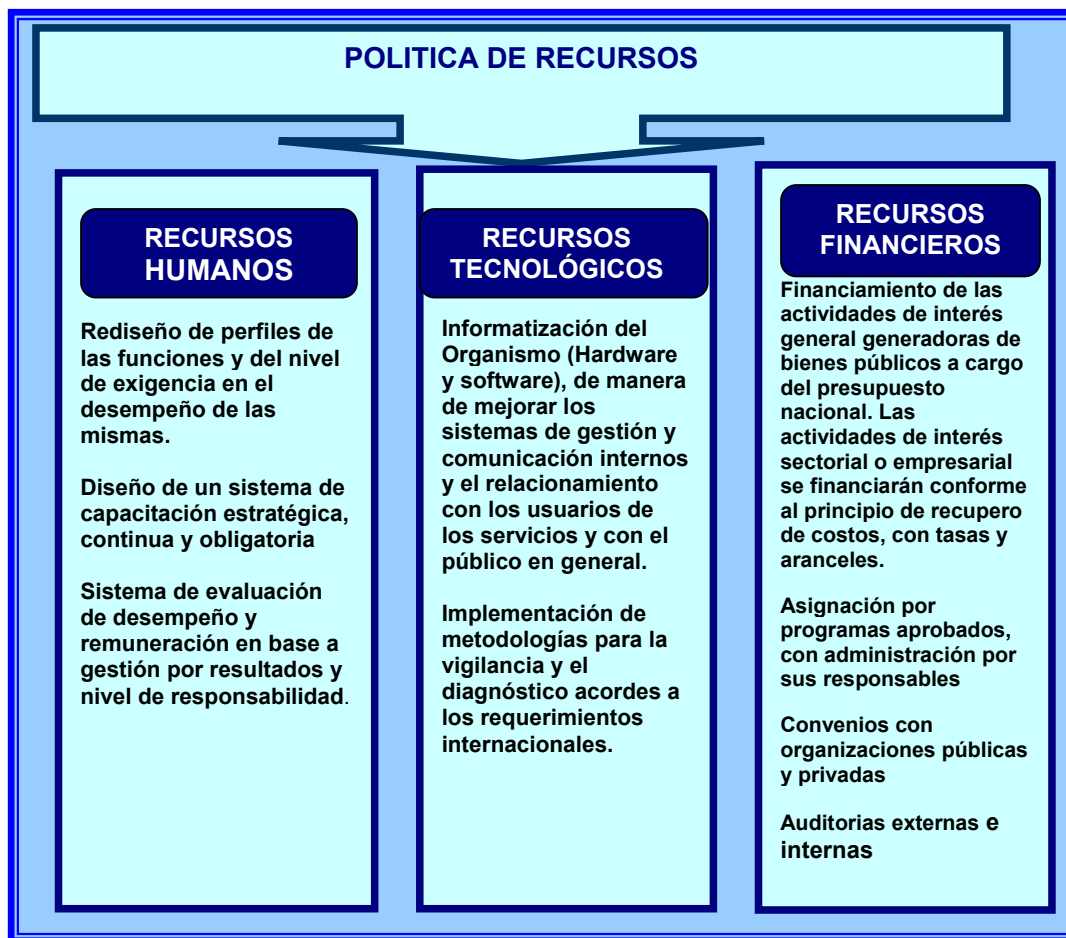 POLITICA DE RECURSOS
RECURSOS
HUMANOS
Rediseño de perfiles de
las funciones y del nivel
de exigencia en el
desempeño de las
mismas.
Diseño de un sistema de
capacitación estratégica,
continua y obligatoria
Sistema de evaluación
de desempeño y
remuneración en base a
gestión por resultados y
nivel de responsabilidad.
RECURSOS
TECNOLÓGICOS
Informatización del
Organismo (Hardware
y software), de manera
de mejorar los
sistemas de gestión y
comunicación internos
y el relacionamiento
con los usuarios de
los servicios y con el
público en general.
Implementación de
metodologías para la
vigilancia y el
diagnóstico acordes a
los requerimientos
internacionales.
RECURSOS
FINANCIEROS
Financiamiento de las
actividades de interés
general generadoras de
bienes públicos a cargo
del presupuesto
nacional. Las
actividades de interés
sectorial o empresarial
se financiarán conforme
al principio de recupero
de costos, con tasas y
aranceles.
Asignación por
programas aprobados,
con administración por
sus responsables
Convenios con
organizaciones públicas
y privadas
Auditorias externas e
internas